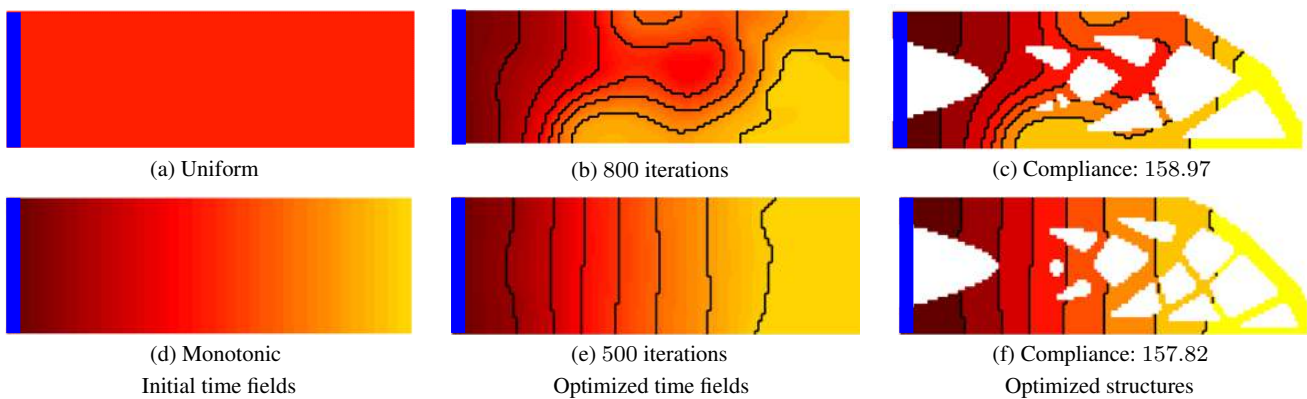 (a) Uniform
(b) 800 iterations
(c) Compliance: 158.97
(d) Monotonic
(e) 500 iterations
(f) Compliance: 157.82
Initial time fields
Optimized time fields
Optimized structures